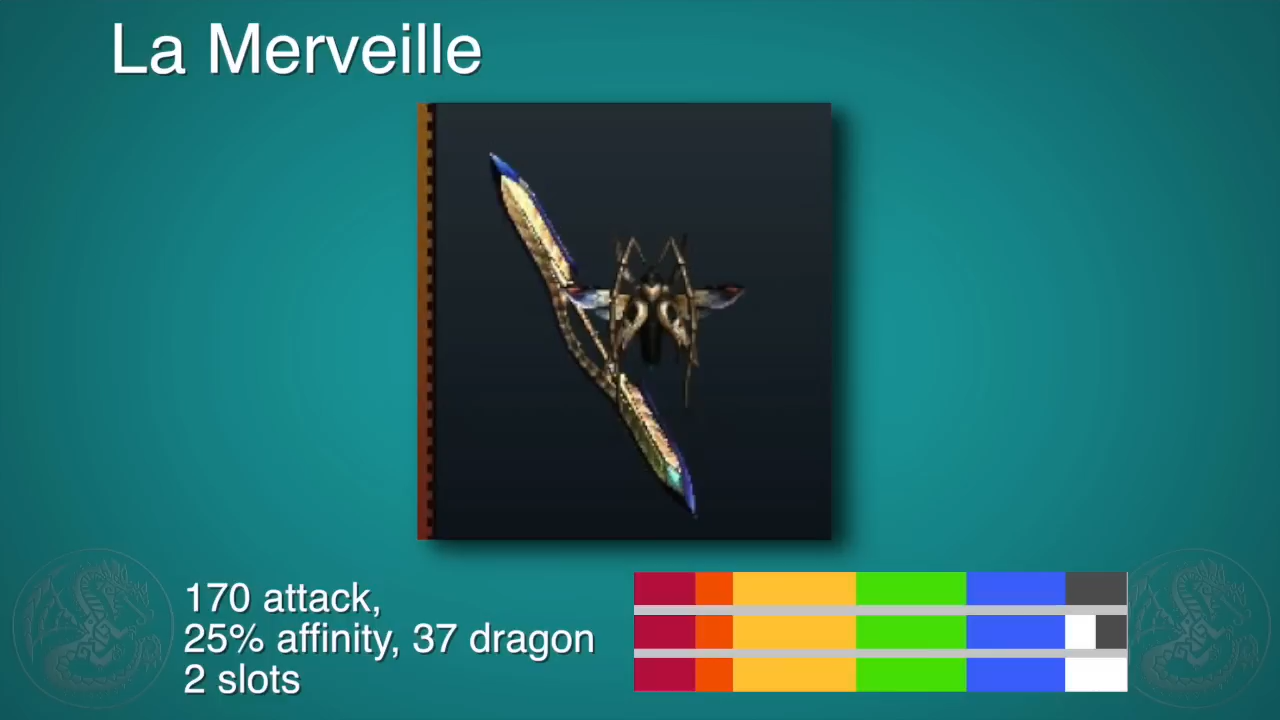 La Merveille
170 attack,
25% affinity, 37 dragon
2 slots